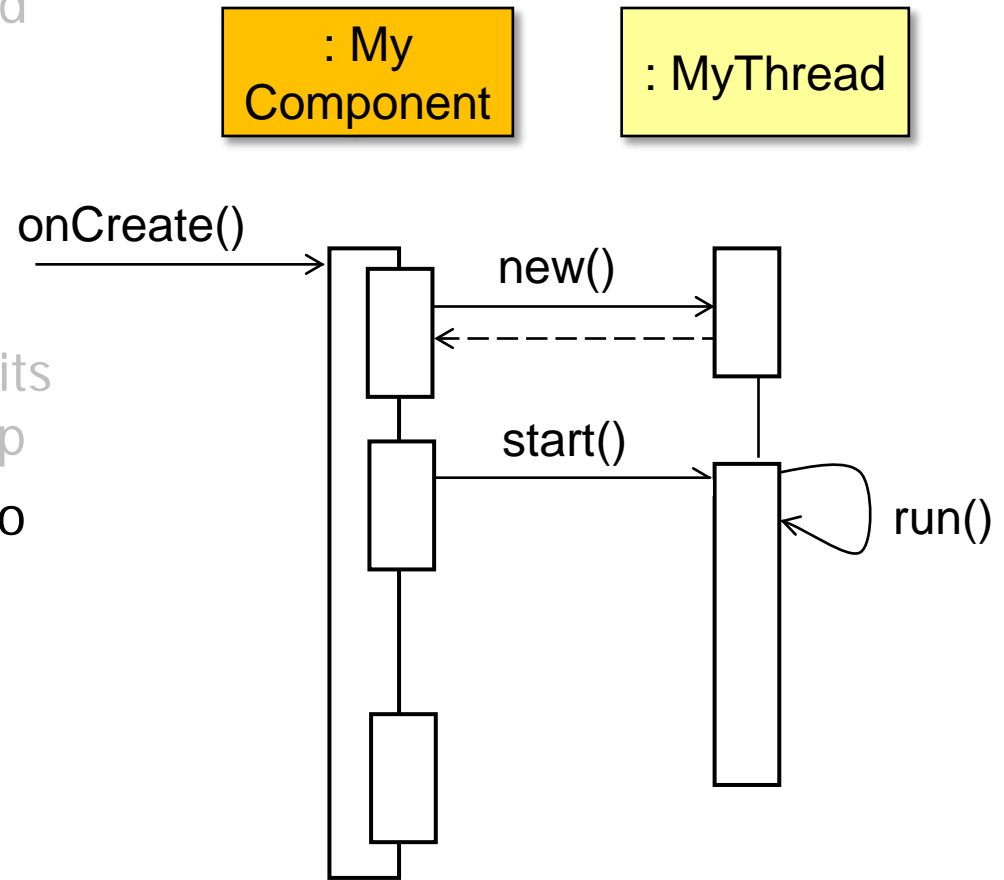 d
: My
Component
: MyThread
onCreate()
new()
its
start()
p
o
run()